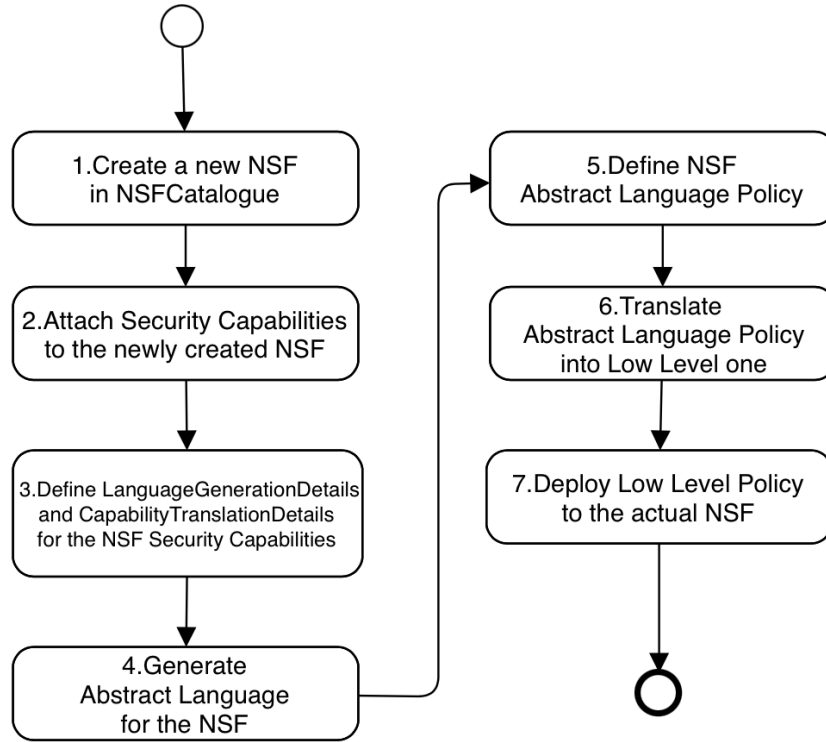 1.Create a new NSF
in NSFCatalogue
2.Attach Security Capabilities
to the newly created NSF
3.Define LanguageGenerationDetails
and CapabilityTranslationDetails
for the NSF Security Capabilities
4.Generate
Abstract Language
for the NSF
5.Define NSF
Abstract Language Policy
6.Translate
Abstract Language Policy
into Low Level one
7.Deploy Low Level Policy
to the actual NSF